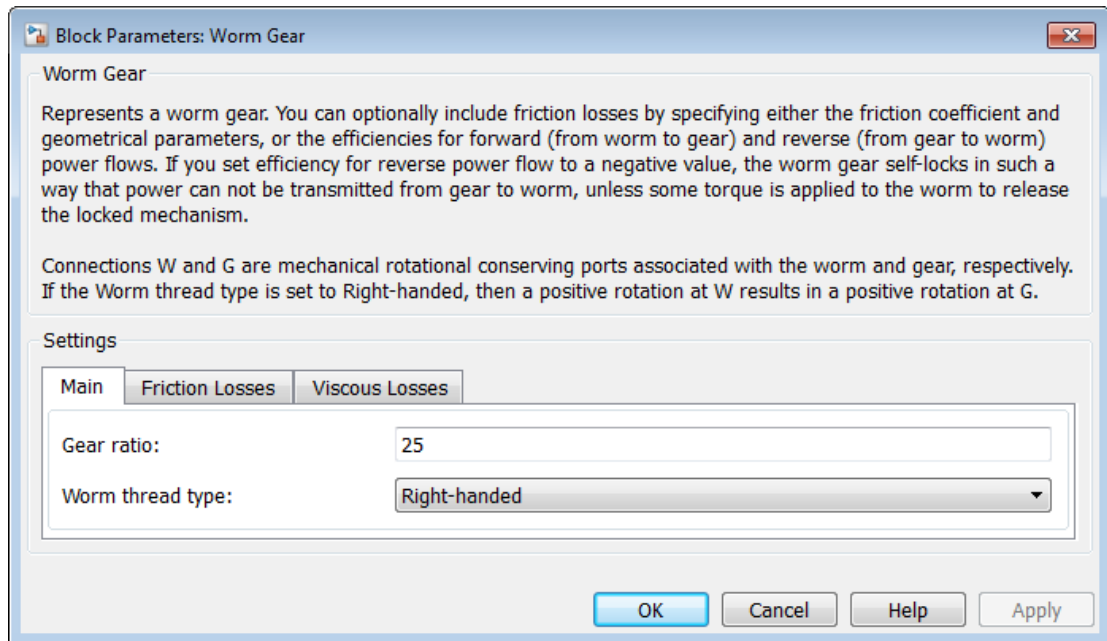 Block Parameters: Worm Gear
Worm Gear
Represents a worm gear. You can optionally include friction losses by specifying either the friction coefficient and
geometrical parameters, or the efficiencies for forward (from worm to gear) and reverse (from gear to worm)
power flows. If you set efficiency for reverse power flow to a negative value, the worm gear self-locks in such a
way that power can not be transmitted from gear to worm, unless some torque is applied to the worm to release
the locked mechanism.
Connections W and G are mechanical rotational conserving ports associated with the worm and gear, respectively.
If the Worm thread type is set to Right-handed, then a positive rotation at W results in a positive rotation at G.
Settings
Main Friction Losses Viscous Losses
Gear ratio: 25
Worm thread type: Right-handed
OK Cancel Help Apply